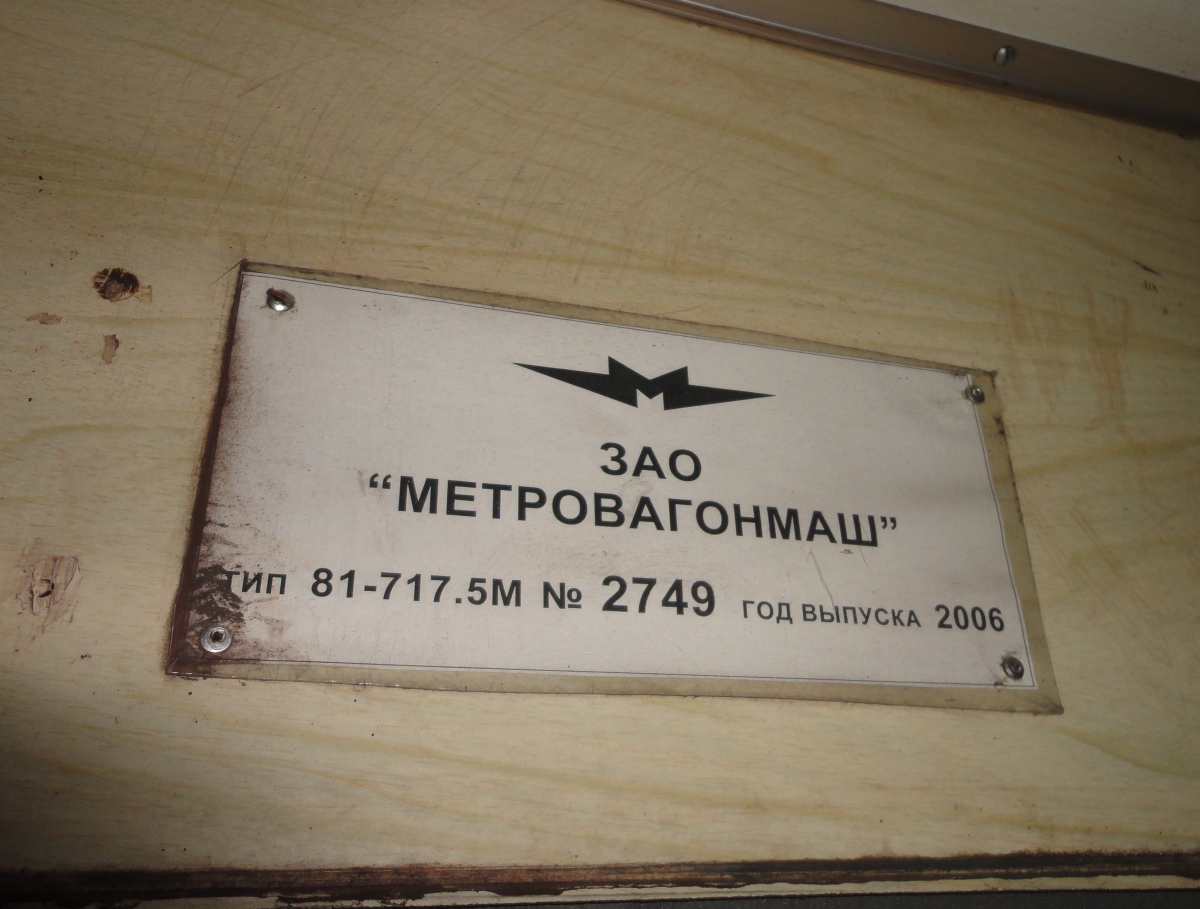 ЗАО
“МЕТРОВАГОНМАШ”
ТИП 81-717.5М № 2749 ГОД ВЫПУСКА 2006